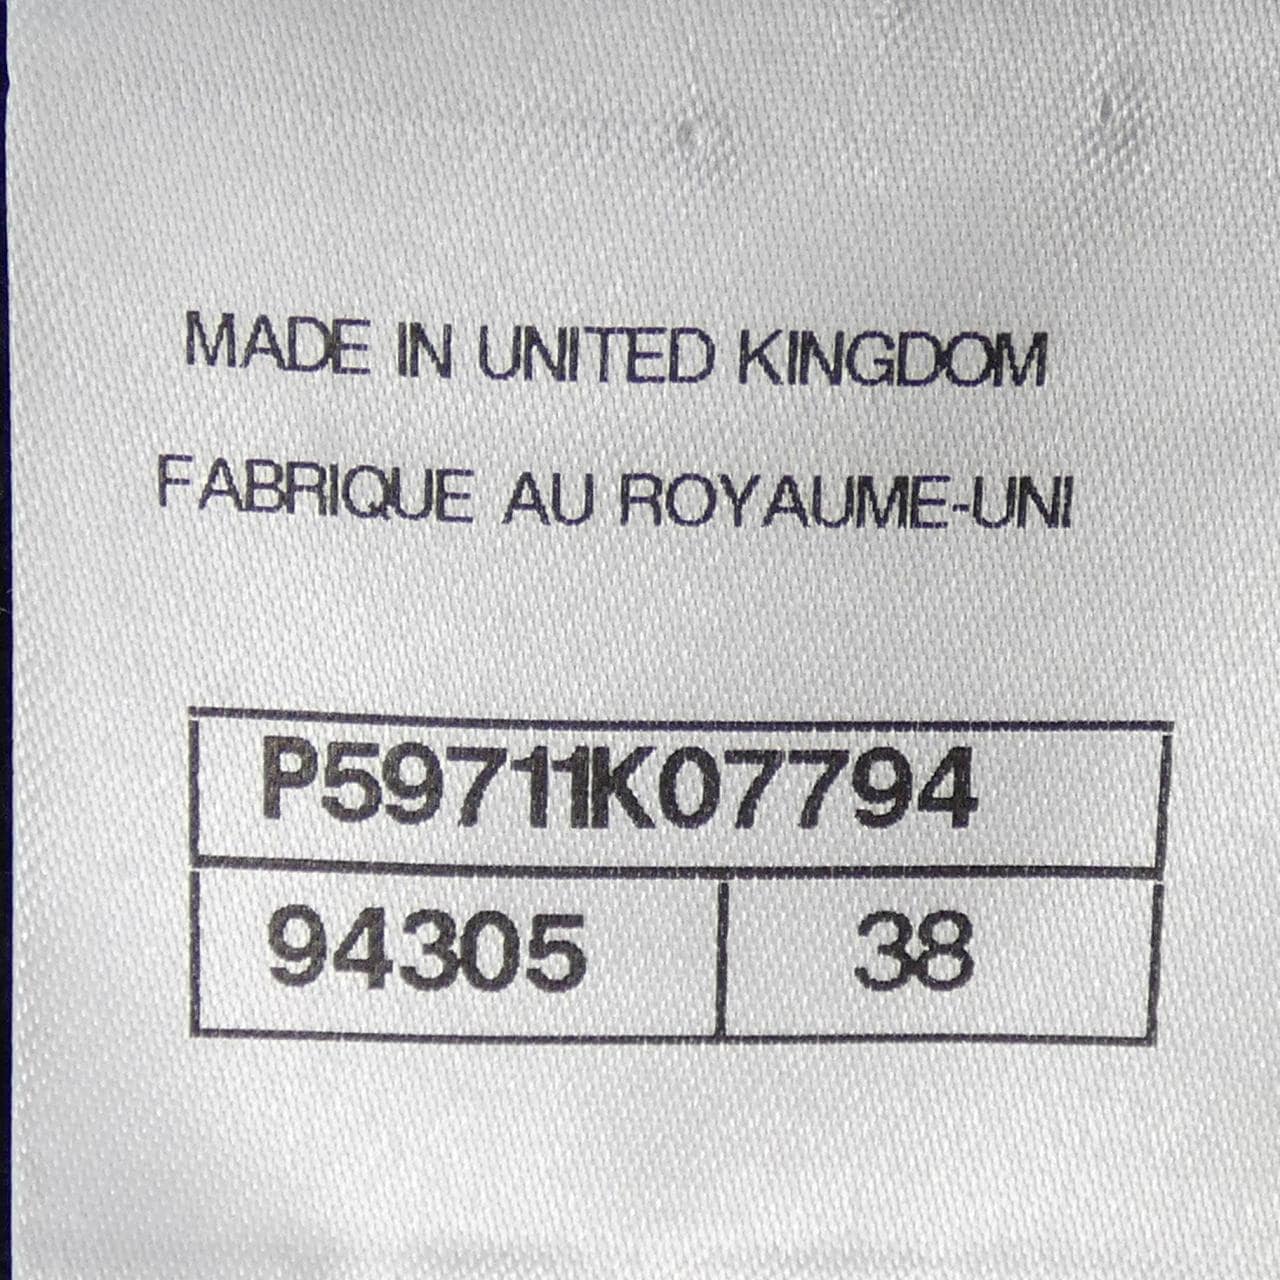 MADE IN UNITED KINGDOM
FABRIQUE AU ROYAUME-UNI
P59711K07794
94305 38